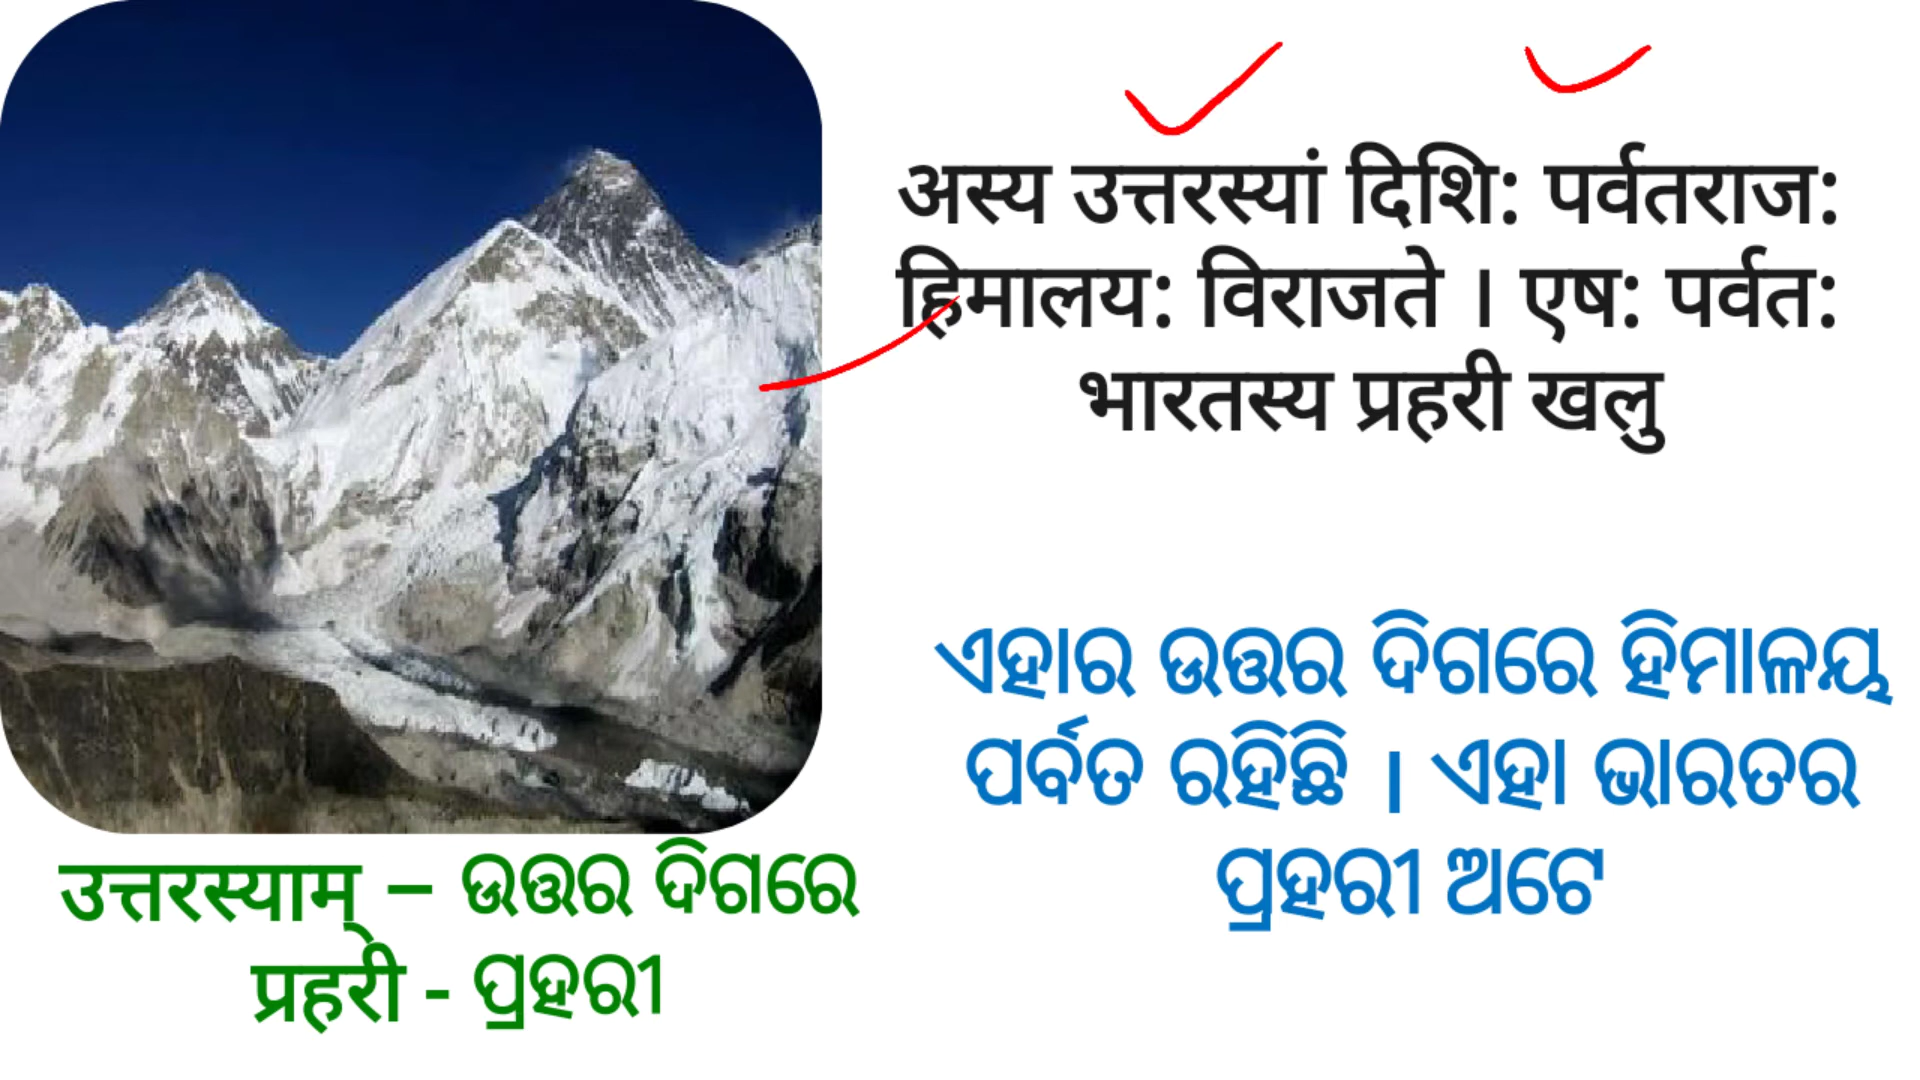 अस्य उत्तरस्यां दिशि: पर्वतराज:
हिमालय: विराजते । एष: पर्वत:
भारतस्य प्रहरी खलु
ଏହାର ଉତ୍ତର ଦିଗରେ ହିମାଳୟ
ପର୍ବତ ରହିଛି । ଏହା ଭାରତର
ପ୍ରହରୀ ଅଟେ
उत्तरस्याम् – ଉତ୍ତର ଦିଗରେ
प्रहरी - ପ୍ରହରୀ